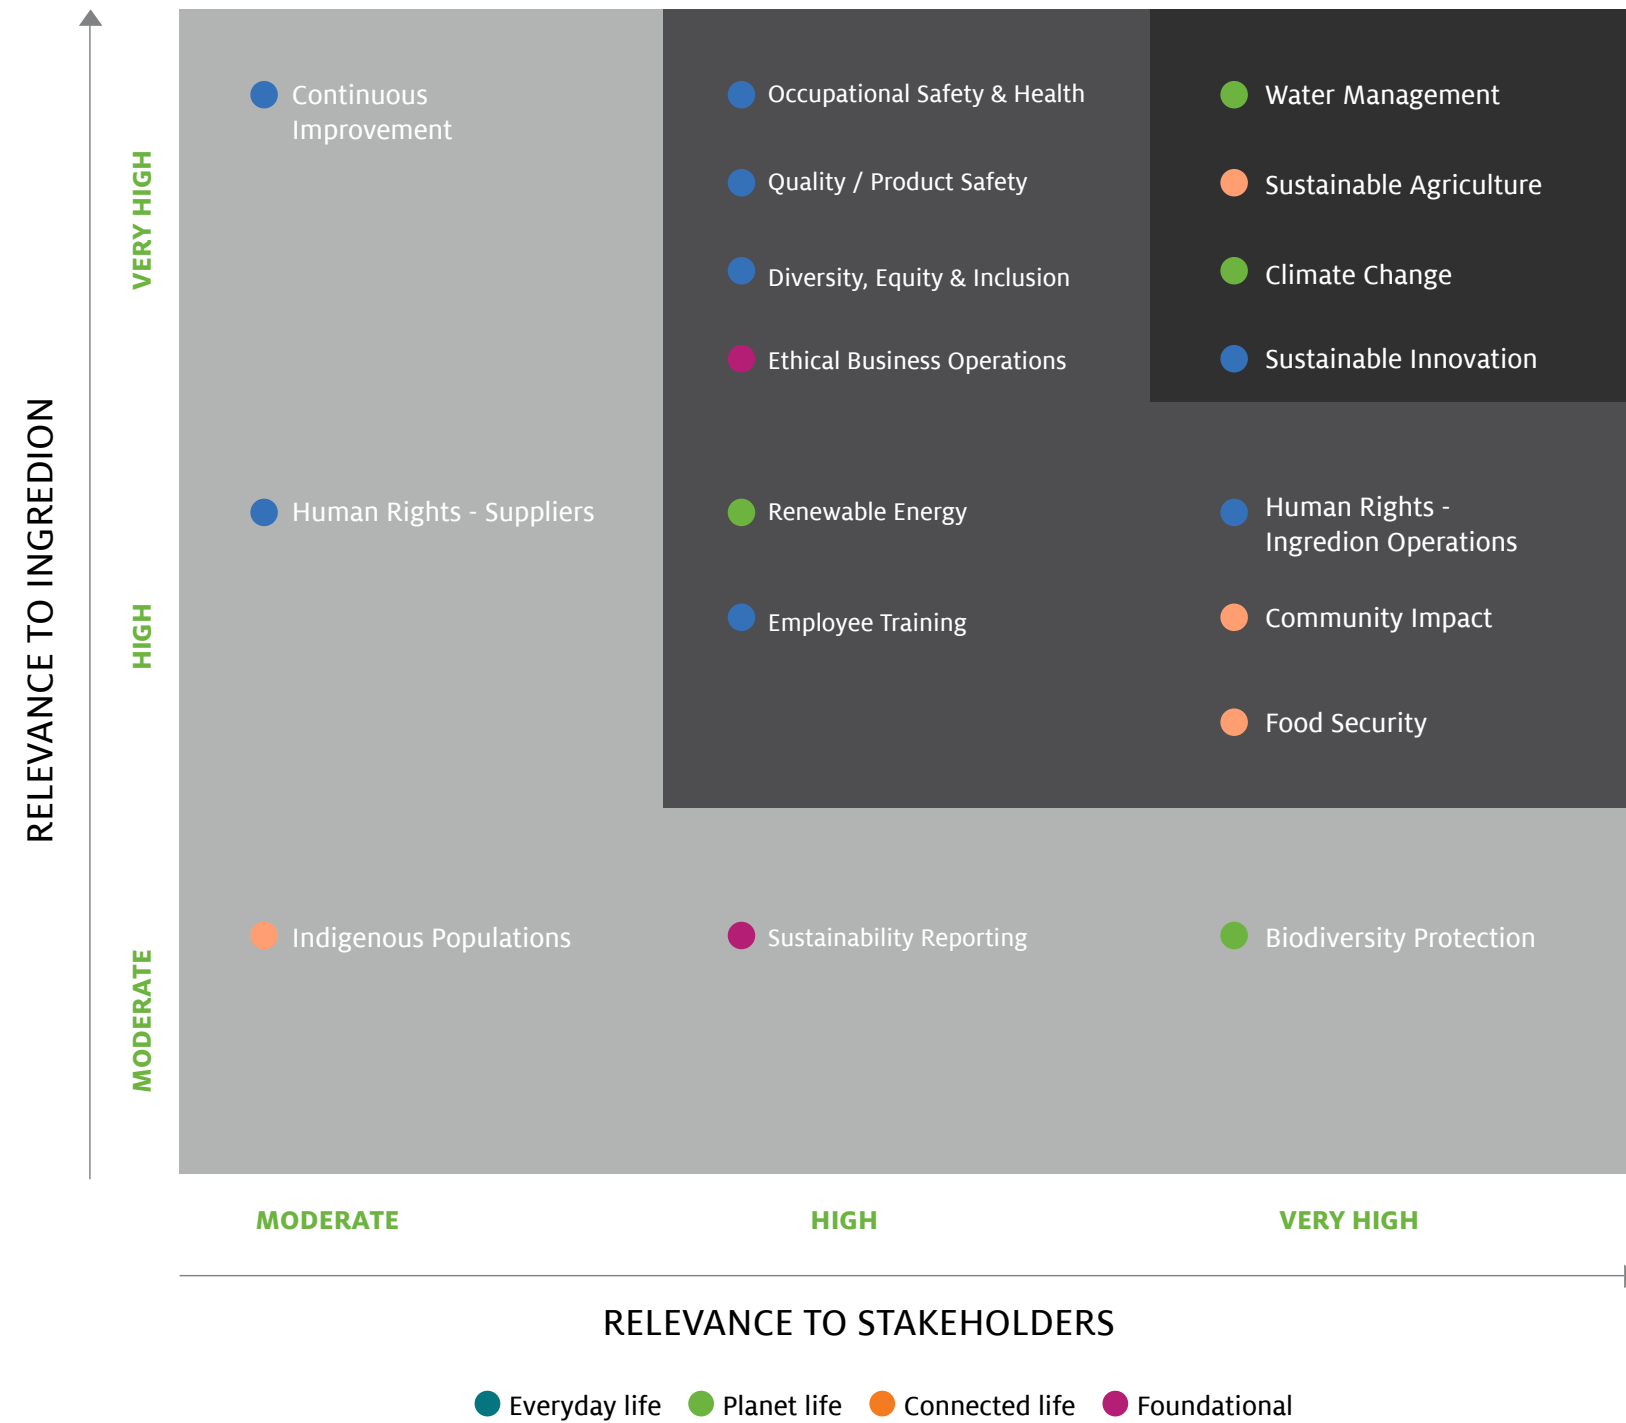 RELEVANCE TO INGREDION
VERY HIGH
HIGH
MODERATE
Continuous
Improvement
Occupational Safety & Health
Quality / Product Safety
Diversity, Equity & Inclusion
Ethical Business Operations
Water Management
Sustainable Agriculture
Climate Change
Sustainable Innovation
Human Rights - Suppliers
Renewable Energy
Employee Training
Human Rights -
Ingredion Operations
Community Impact
Food Security
Indigenous Populations
Sustainability Reporting
Biodiversity Protection
MODERATE
HIGH
VERY HIGH
RELEVANCE TO STAKEHOLDERS
Everyday life
Planet life
Connected life
Foundational